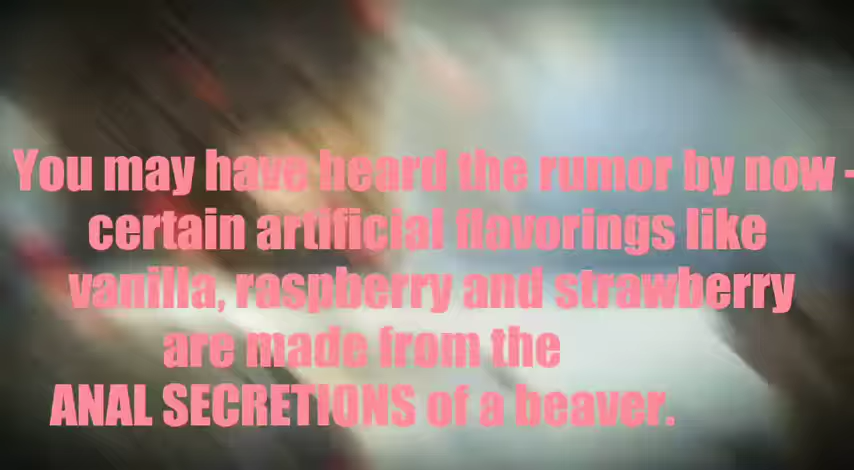 You may have heard the rumor by now -
certain artificial flavorings like
vanilla, raspberry and strawberry
are made from the
ANAL SECRETIONS of a beaver.